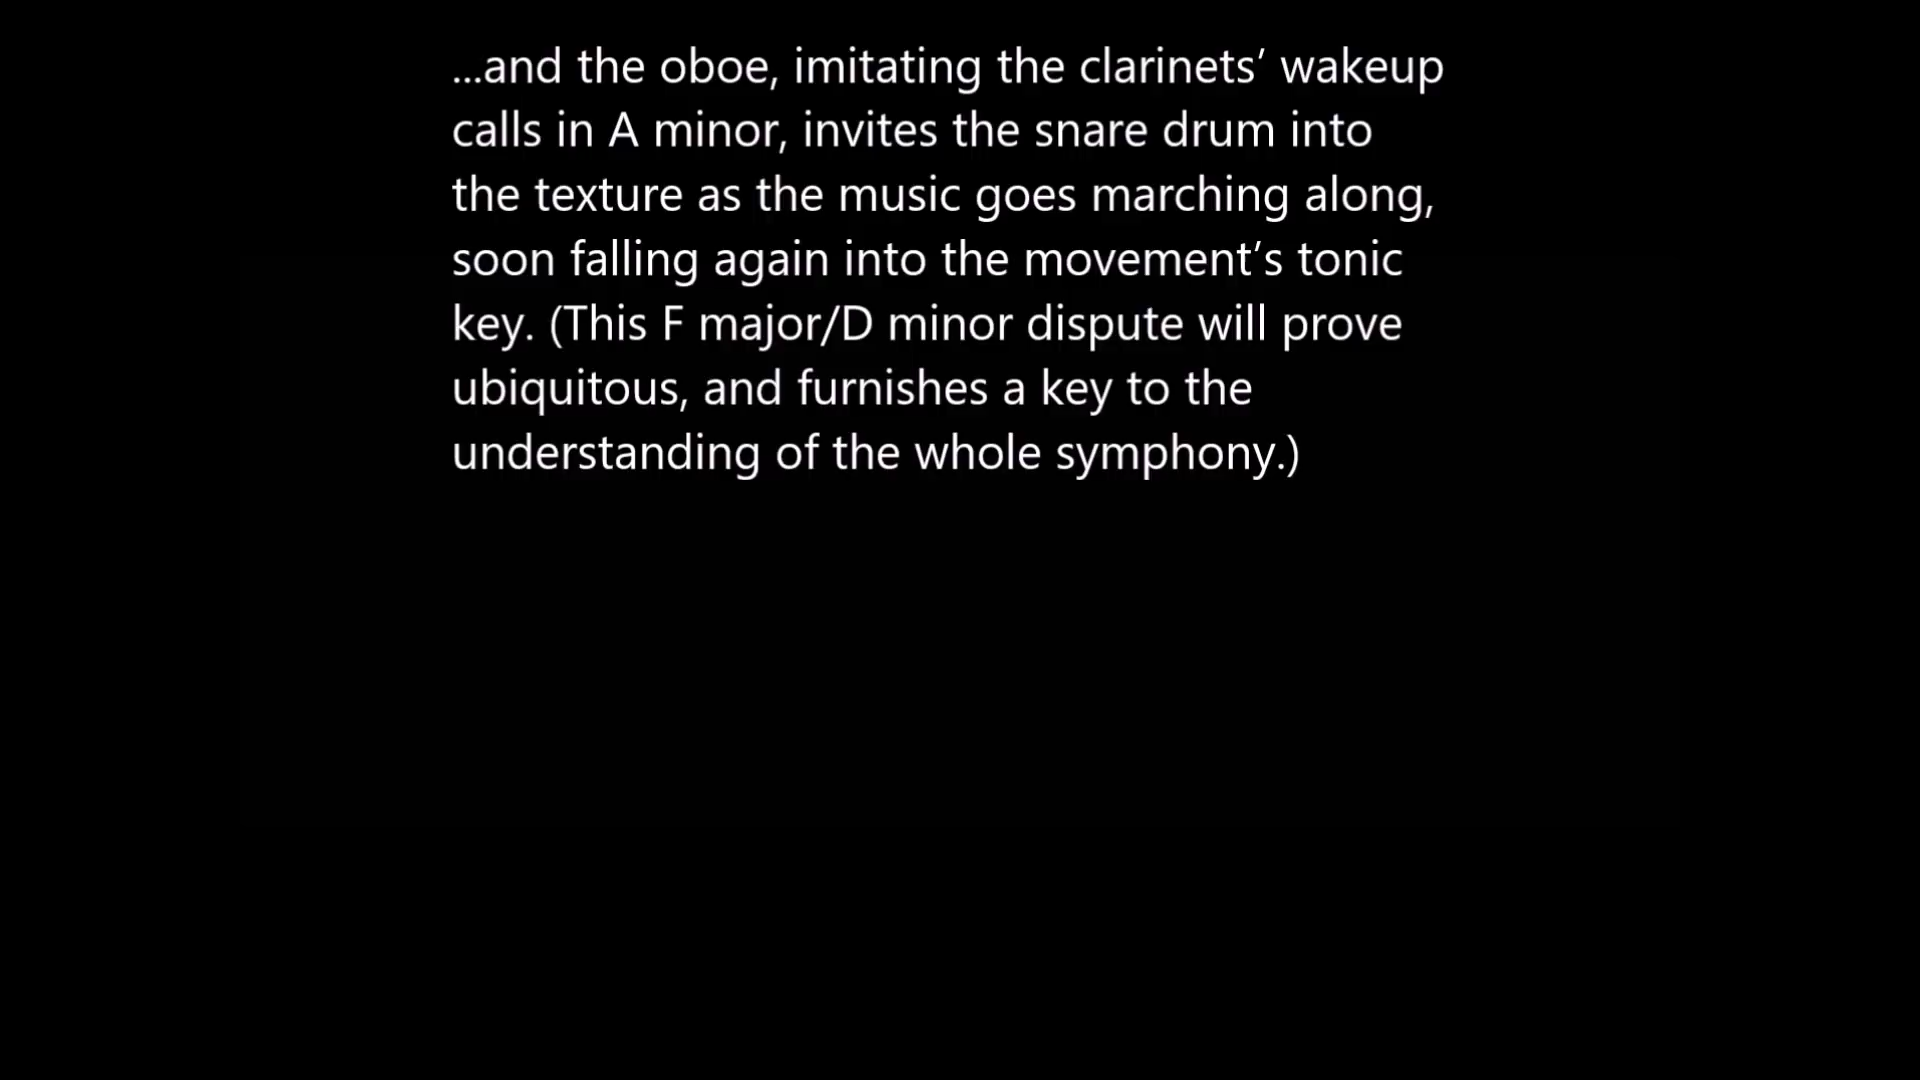 ...and the oboe, imitating the clarinets’ wakeup
calls in A minor, invites the snare drum into
the texture as the music goes marching along,
soon falling again into the movement’s tonic
key. (This F major/D minor dispute will prove
ubiquitous, and furnishes a key to the
understanding of the whole symphony.)